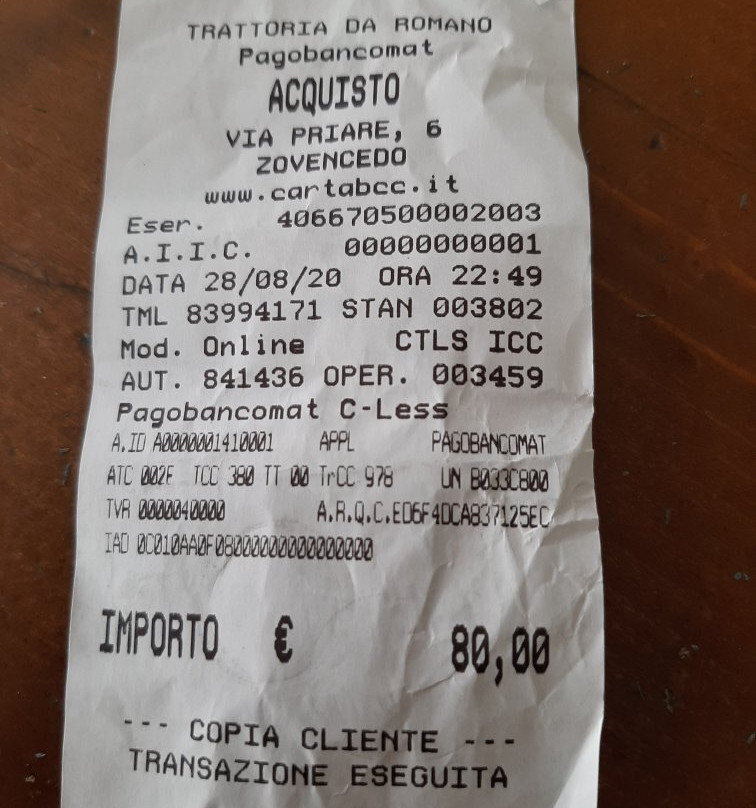 TRATTORIA DA ROMANO
Pagobancomat
ACQUISTO
VIA PRIARE, 6
ZOVENCEDO
www.cartabcc.it
Eser. 406670500002003
A.I.I.C. 00000000001
DATA 28/08/20 ORA 22:49
TML 83994171 STAN 003802
Mod. Online CTLS ICC
AUT. 841436 OPER. 003459
Pagobancomat C-Less
A.ID A0000001410001 APPL PAGOBANCOMAT
ATC 002F TCC 380 TT 00 TrCC 978 UN B033C800
TVR 0000040000 A.R.Q.C.ED6F4DCA837125EC
IAD 0C010AA0F08000000000000000
IMPORTO € 80,00
--- COPIA CLIENTE ---
TRANSAZIONE ESEGUITA